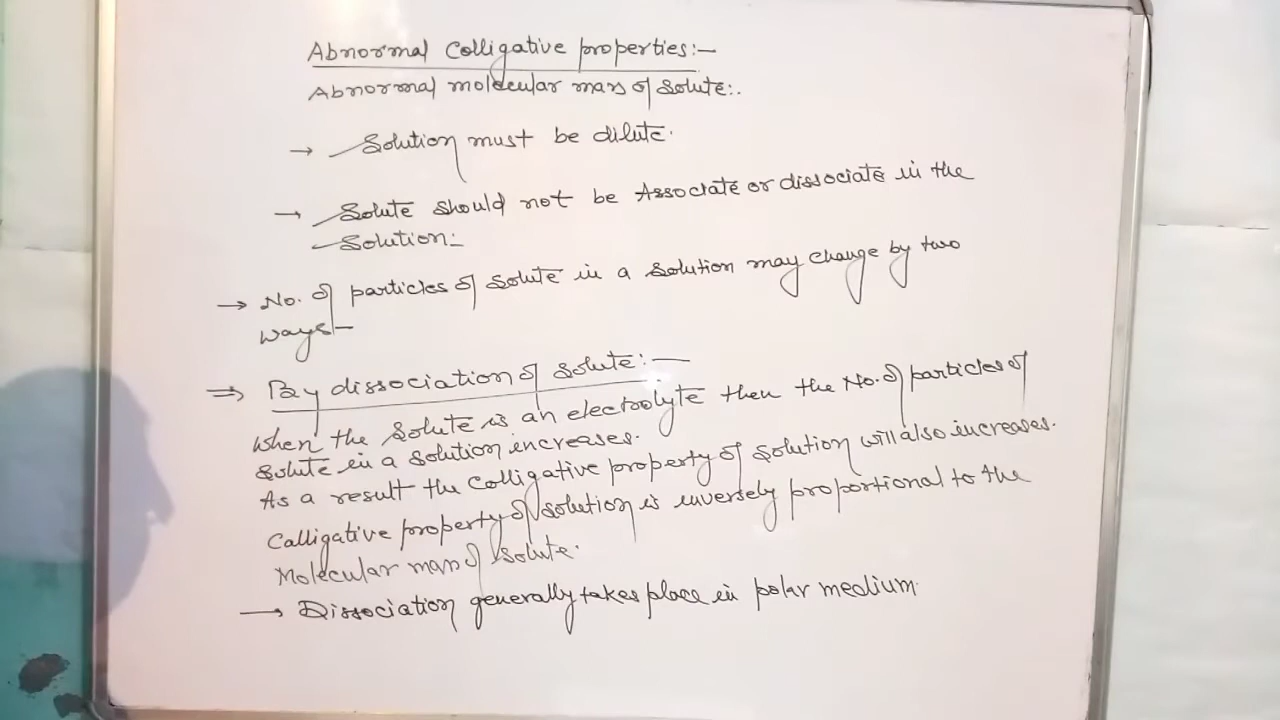 Abnormal Colligative properties:-
Abnormal molecular mass of solute:.
→ Solution must be dilute.
→ Solute should not be Associate or dissociate in the
Solution:-
→ No. of particles of solute in a solution may change by two
ways:-
⇒ By dissociation of solute:-
when the solute is an electrolyte then the No. of particles of
solute in a solution increases.
As a result the colligative property of solution will also increases.
Calligative property of solution is inversely proportional to the
Molecular mass of solute.
→ Dissociation generally takes place in polar medium.